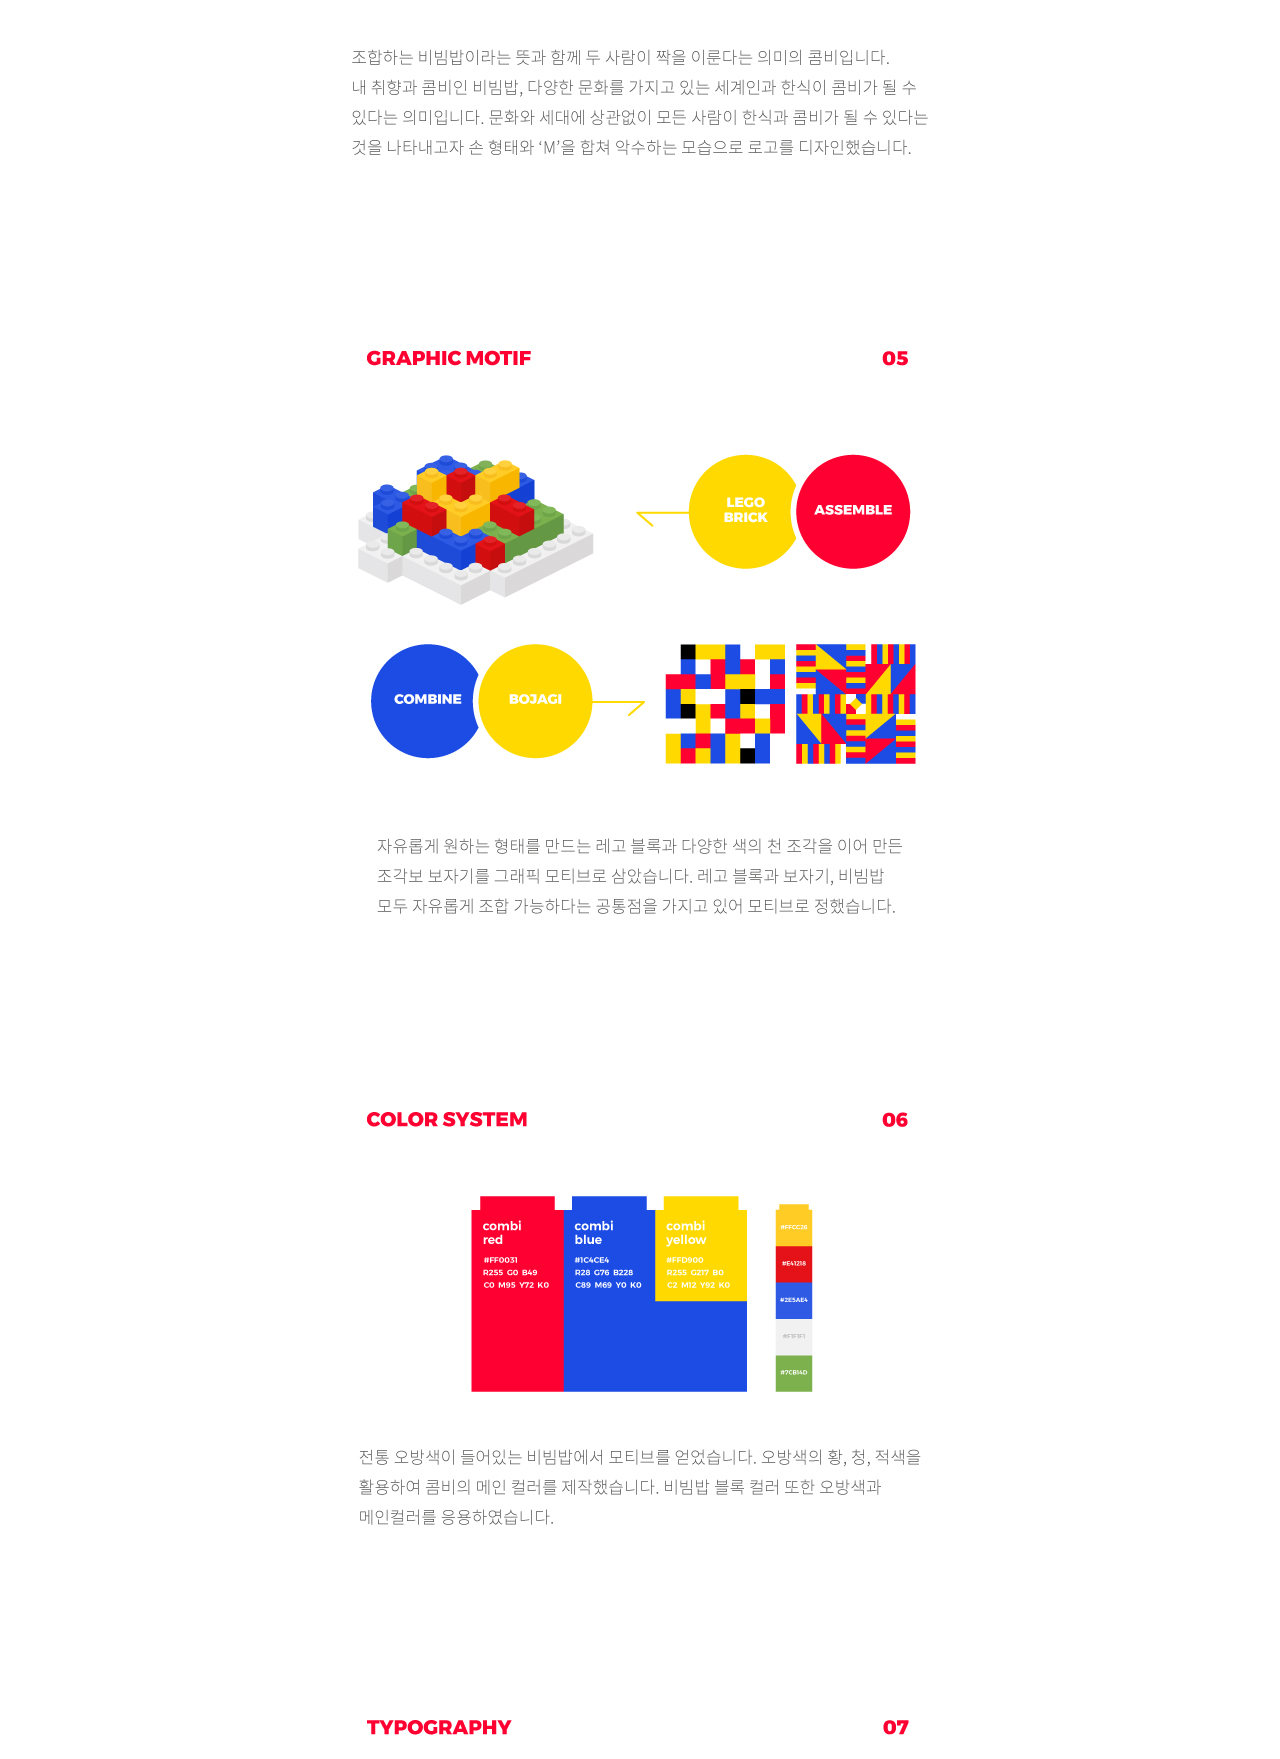 조합하는 비빔밥이라는 뜻과 함께 두 사람이 짝을 이룬다는 의미의 콤비입니다.
내 취향과 콤비인 비빔밥, 다양한 문화를 가지고 있는 세계인과 한식이 콤비가 될 수
있다는 의미입니다. 문화와 세대에 상관없이 모든 사람이 한식과 콤비가 될 수 있다는
것을 나타내고자 손 형태와 ‘M’을 합쳐 악수하는 모습으로 로고를 디자인했습니다.
GRAPHIC MOTIF 05
LEGO
BRICK
ASSEMBLE
COMBINE
BOJAGI
자유롭게 원하는 형태를 만드는 레고 블록과 다양한 색의 천 조각을 이어 만든
조각보 보자기를 그래픽 모티브로 삼았습니다. 레고 블록과 보자기, 비빔밥
모두 자유롭게 조합 가능하다는 공통점을 가지고 있어 모티브로 정했습니다.
COLOR SYSTEM 06
combi
red
#FF0031
R255 G0 B49
C0 M95 Y72 K0
combi
blue
#1C4CE4
R28 G76 B228
C89 M69 Y0 K0
combi
yellow
#FFD900
R255 G217 B0
C2 M12 Y92 K0
#FFCC26
#E41218
#2E5AE4
#F1F1F1
#7CB14D
전통 오방색이 들어있는 비빔밥에서 모티브를 얻었습니다. 오방색의 황, 청, 적색을
활용하여 콤비의 메인 컬러를 제작했습니다. 비빔밥 블록 컬러 또한 오방색과
메인컬러를 응용하였습니다.
TYPOGRAPHY 07